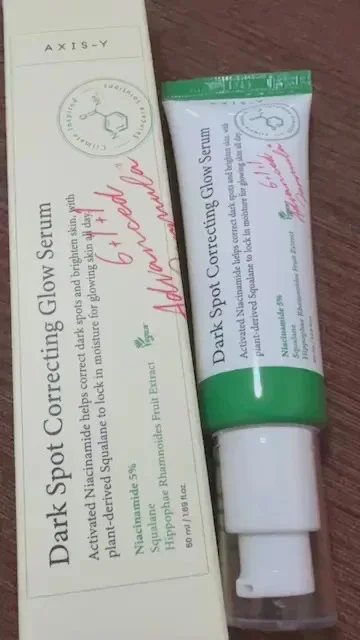 AXIS-Y
Dark Spot Correcting Glow Serum
Activated Niacinamide helps correct dark spots and brighten skin, with
plant-derived Squalane to lock in moisture for glowing skin all day.
6+1+1
Advanced
Formula
Vegan
Niacinamide 5%
Squalane
Hippophae Rhamnoides Fruit Extract
50 ml / 1.69 fl.oz.
Dark Spot Correcting Glow Serum
Activated Niacinamide helps correct dark spots and brighten skin, with
plant-derived Squalane to lock in moisture for glowing skin all day.
6+1+1
Advanced
Formula
Vegan
Niacinamide 5%
Squalane
Hippophae Rhamnoides Fruit Extract